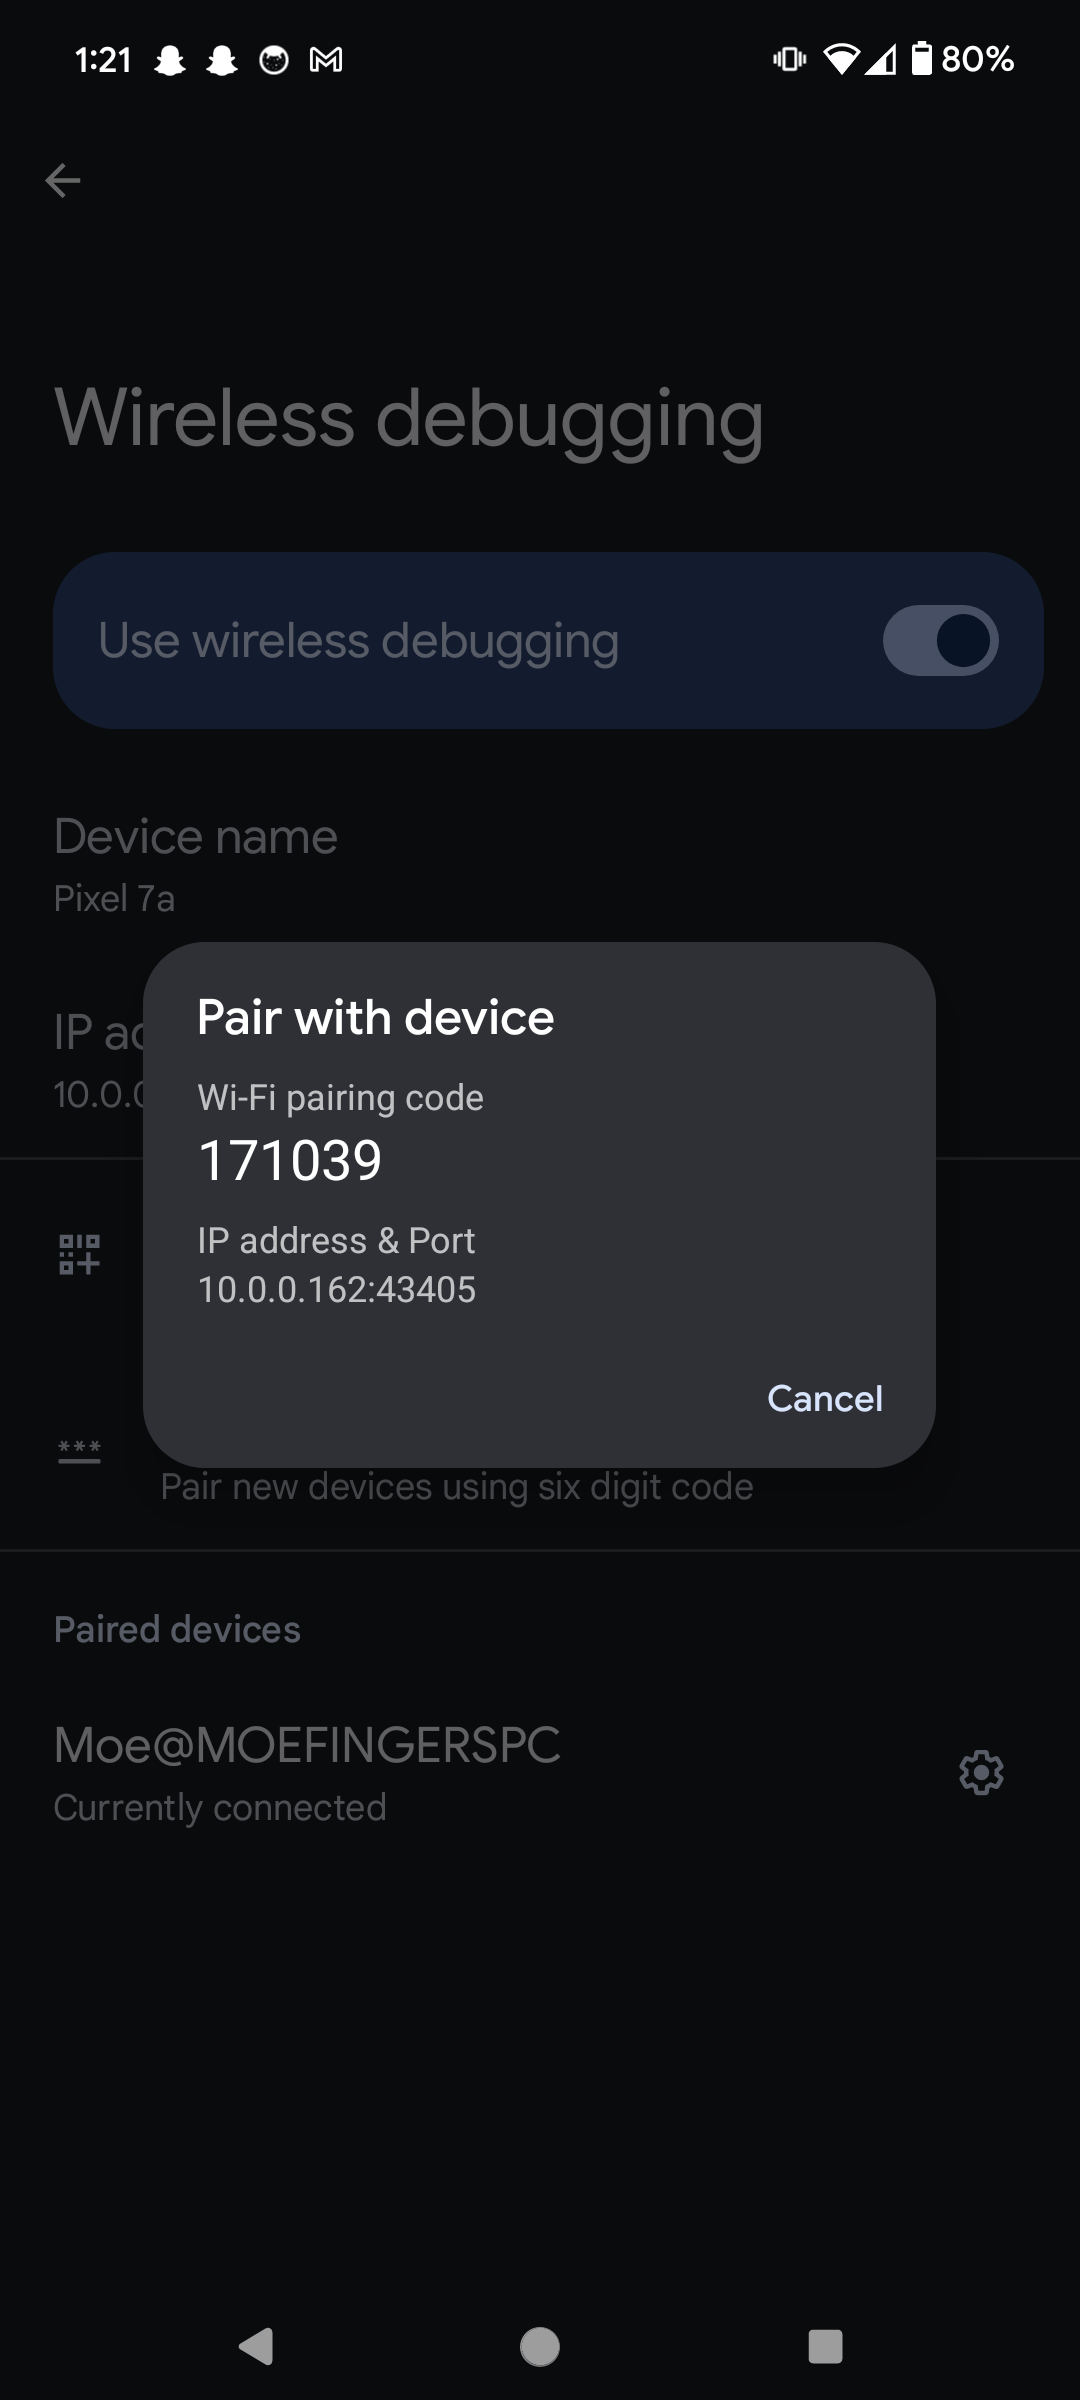 1:21
80%
Wireless debugging
Use wireless debugging
Device name
Pixel 7a
Pair with device
IP ad
Wi-Fi pairing code
10.0.0
171039
IP address & Port
10.0.0.162:43405
Cancel
***
Pair new devices using six digit code
Paired devices
Moe@MOEFINGERSPC
Currently connected